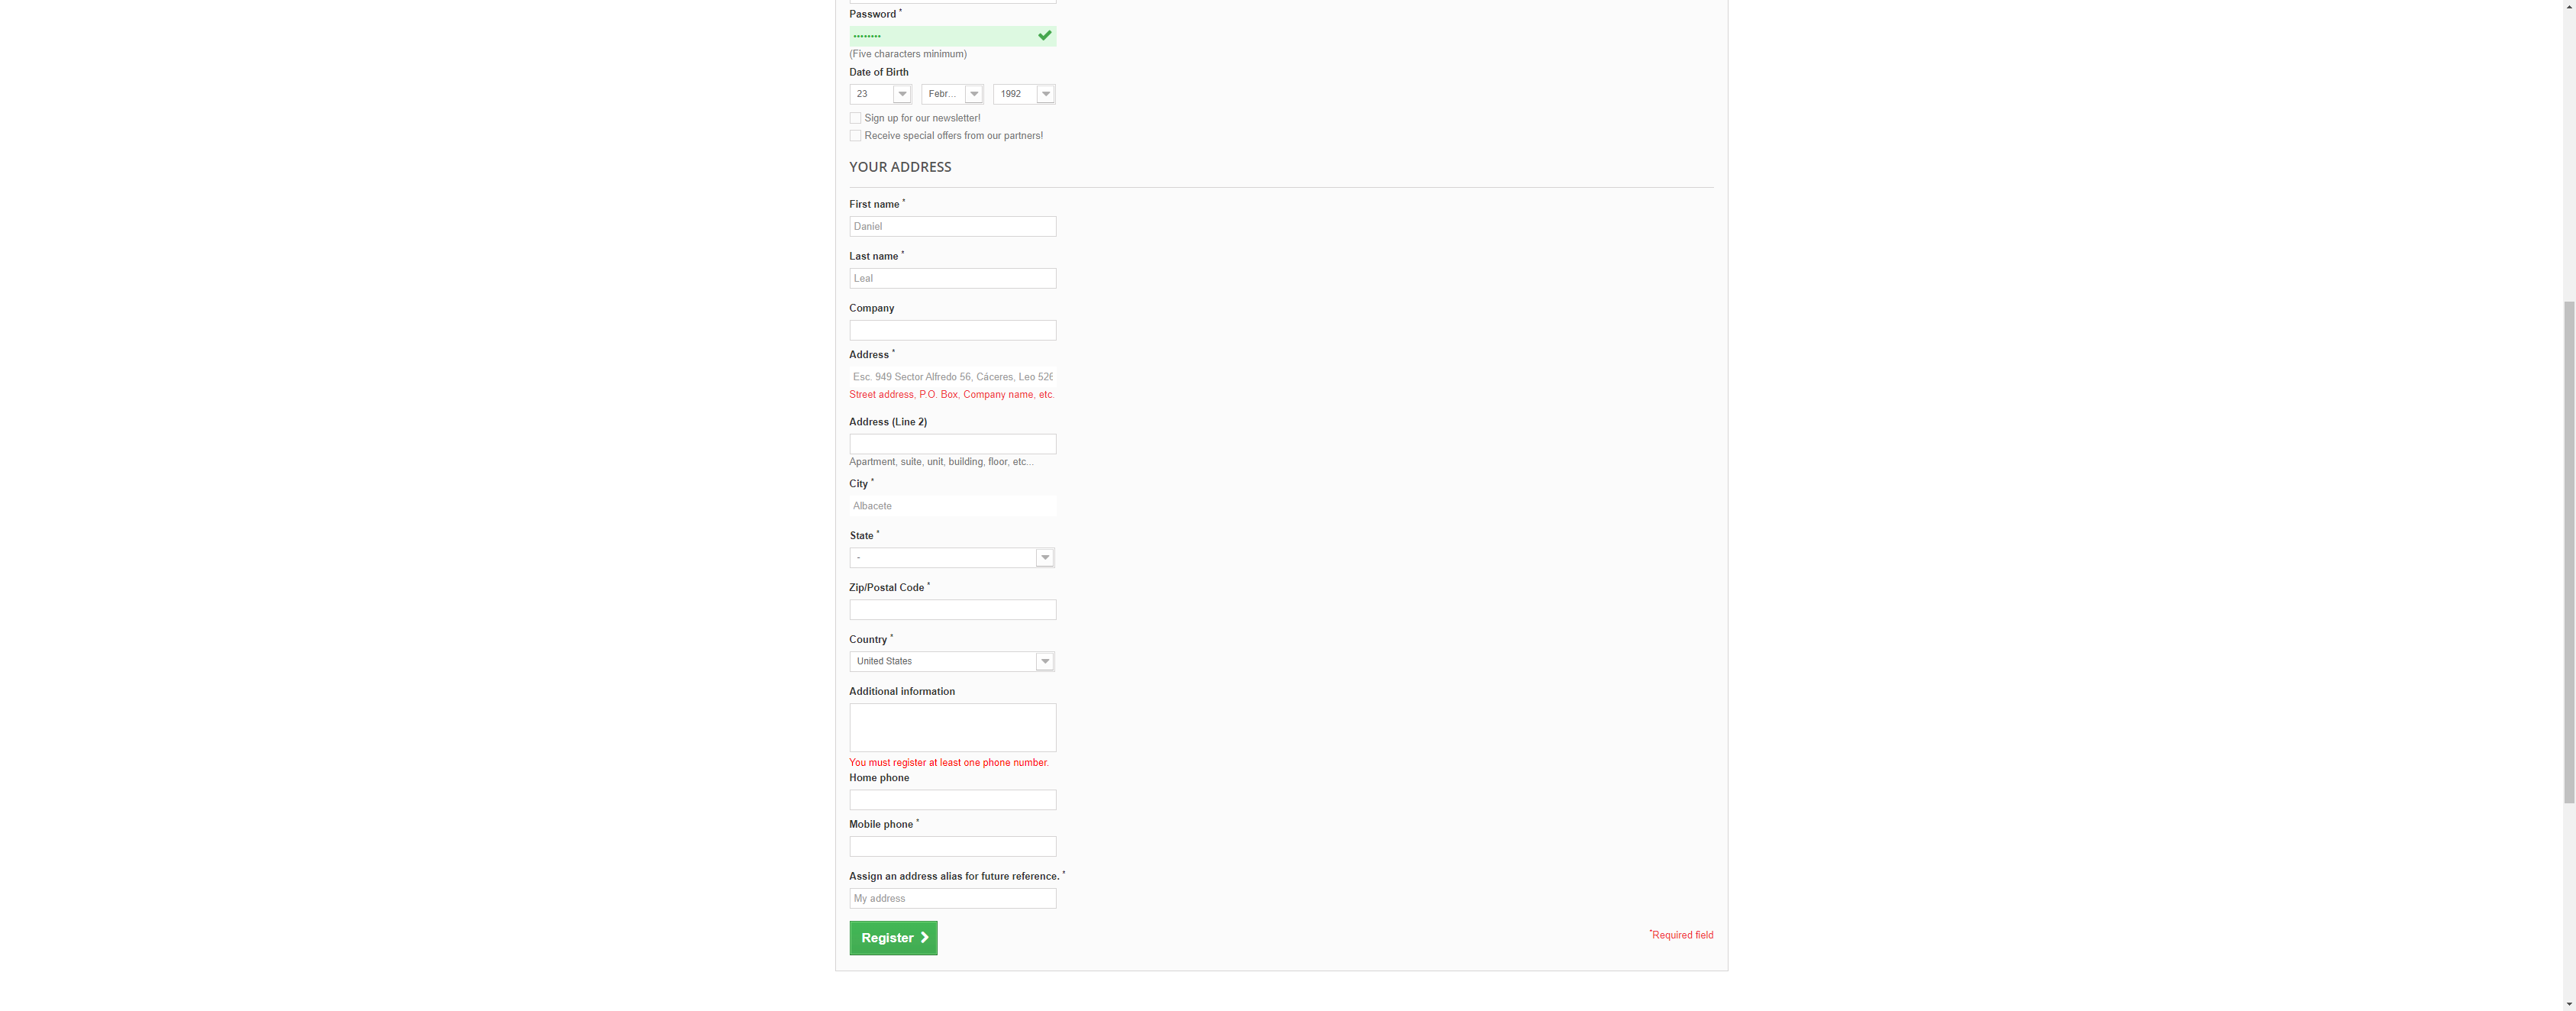 Password *
••••••••
(Five characters minimum)
Date of Birth
23 Febr... 1992
Sign up for our newsletter!
Receive special offers from our partners!
YOUR ADDRESS
First name *
Daniel
Last name *
Leal
Company
Address *
Esc. 949 Sector Alfredo 56, Cáceres, Leo 526
Street address, P.O. Box, Company name, etc.
Address (Line 2)
Apartment, suite, unit, building, floor, etc...
City *
Albacete
State *
-
Zip/Postal Code *
Country *
United States
Additional information
You must register at least one phone number.
Home phone
Mobile phone *
Assign an address alias for future reference. *
My address
Register
*Required field